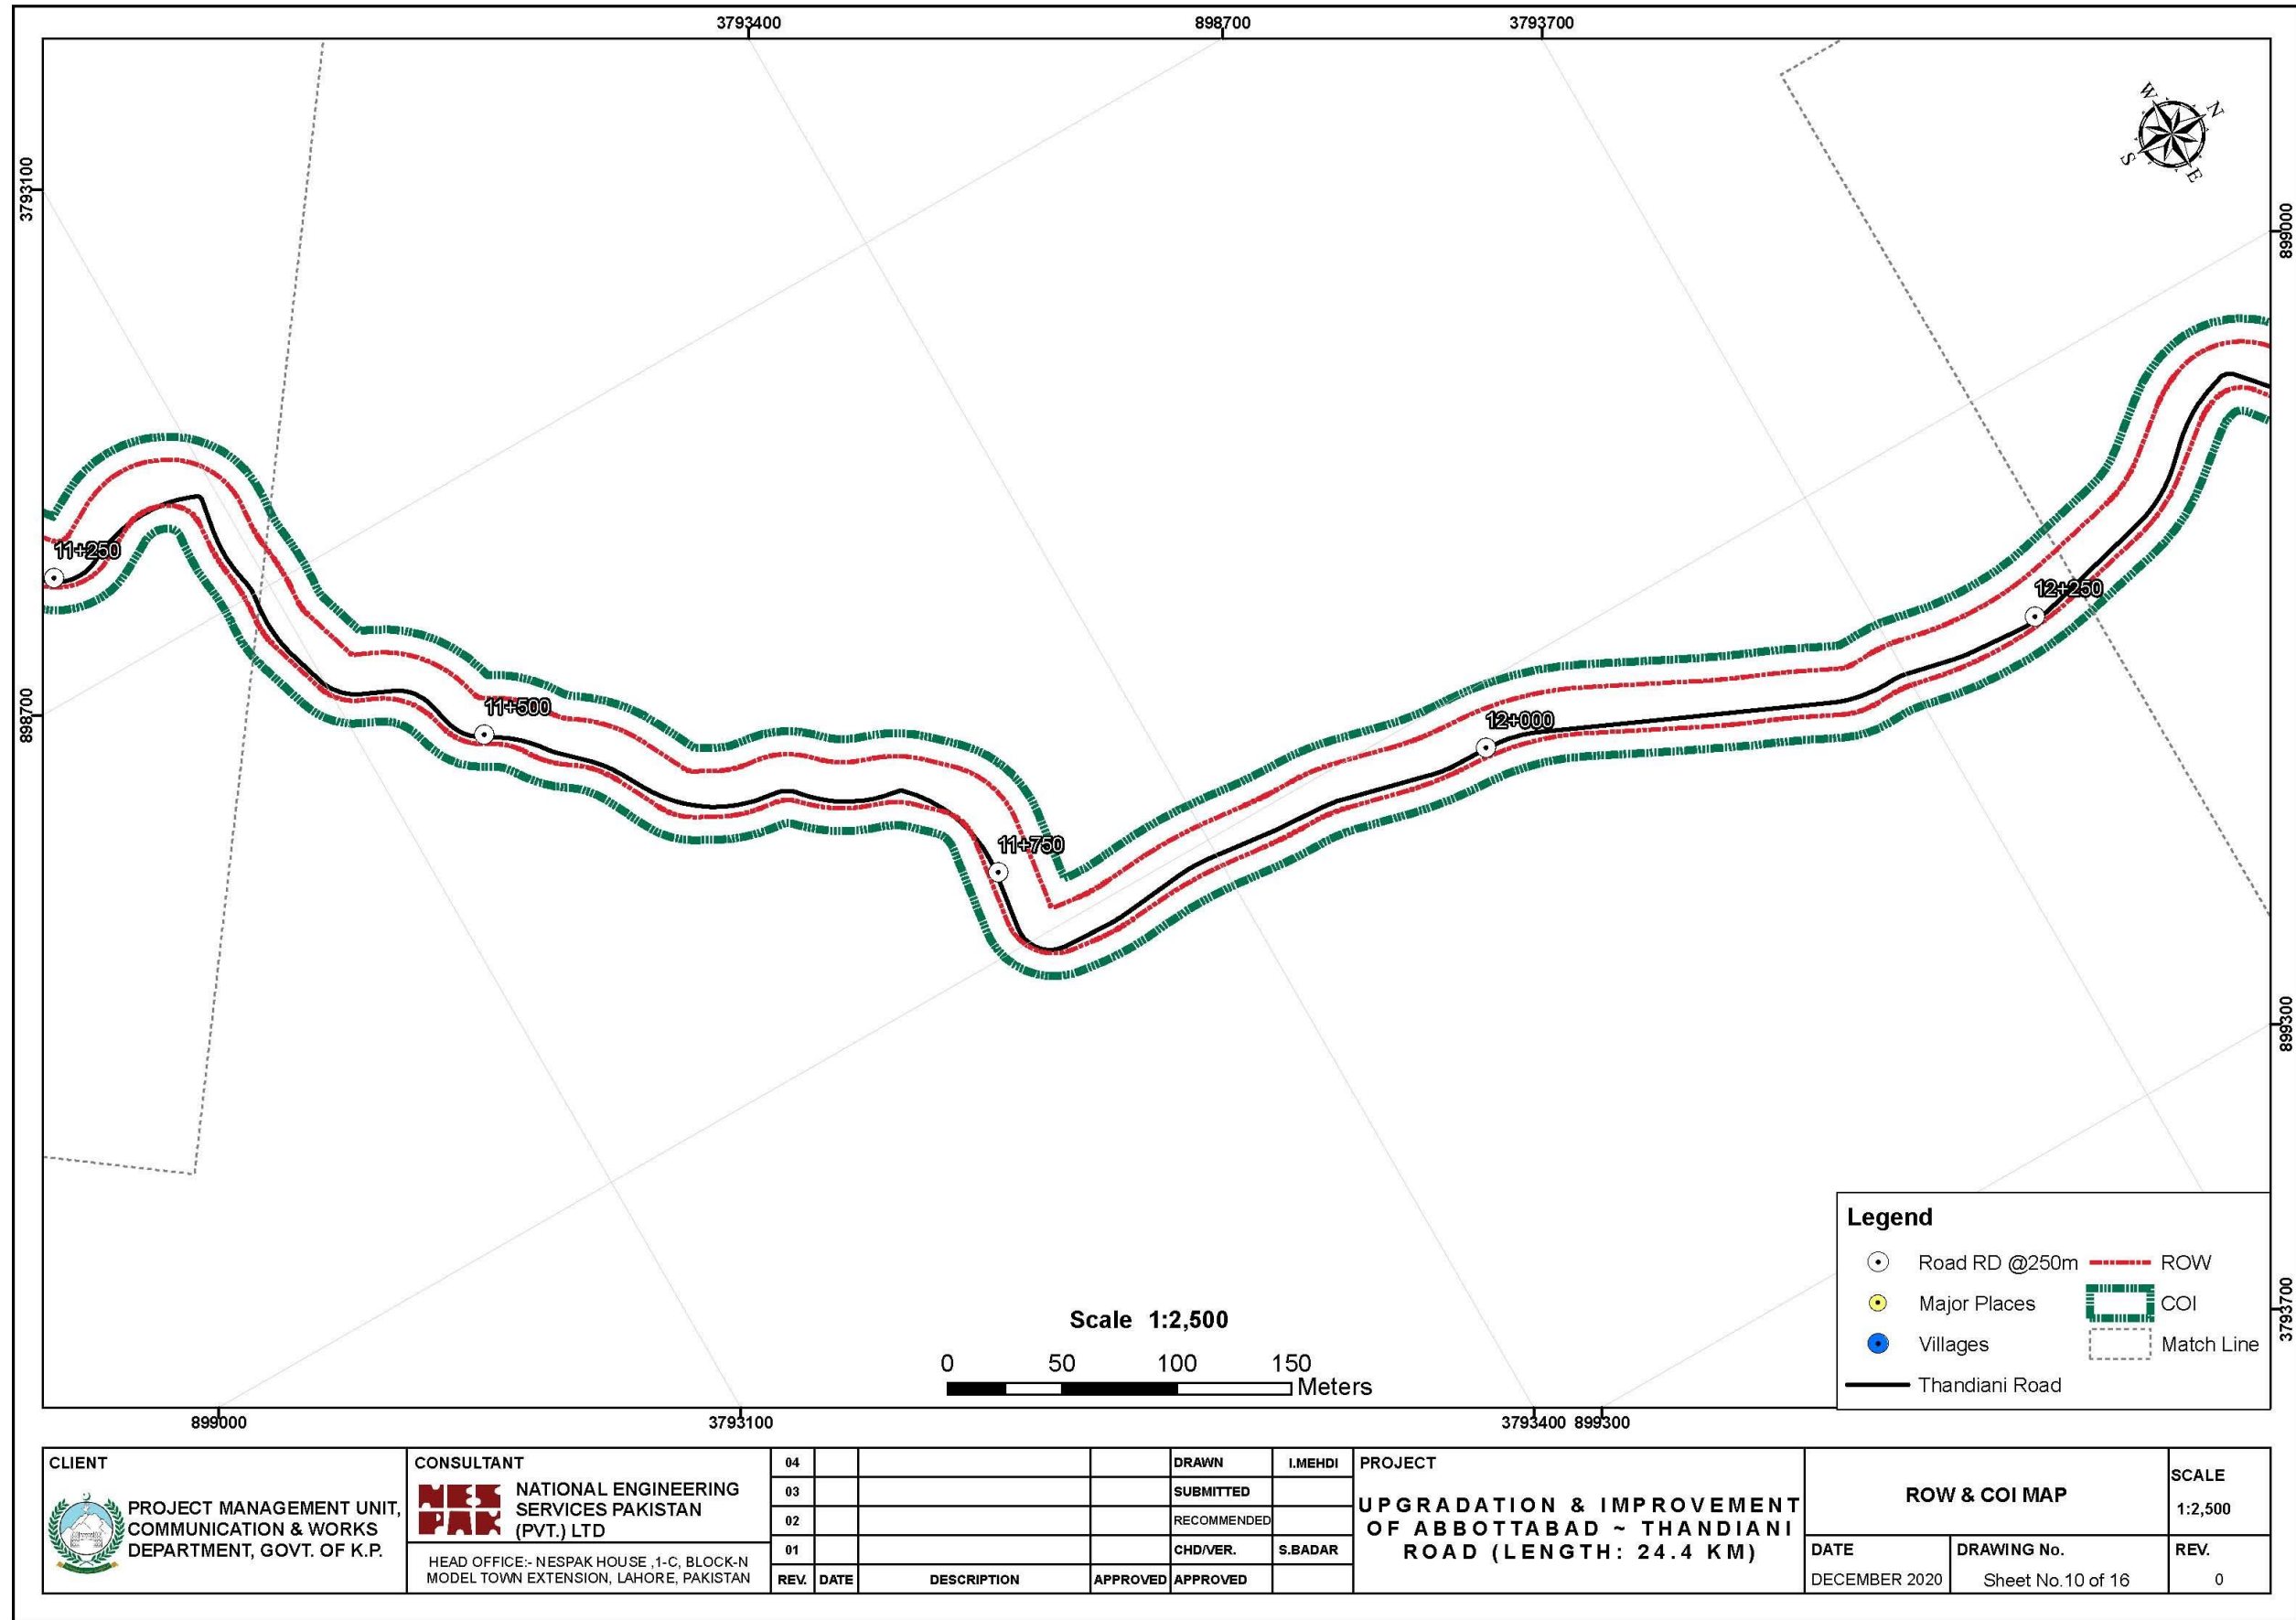 3793400
898700
3793700
3793100
W
N
S
E
899000
11+250
12+250
898700
11+500
12+000
11+750
899300
Legend
Road RD @250m
ROW
Major Places
COI
Villages
Match Line
Thandiani Road
3793700
Scale 1:2,500
0 50 100 150
Meters
899000
3793100
3793400
899300
CLIENT
PROJECT MANAGEMENT UNIT,
COMMUNICATION & WORKS
DEPARTMENT, GOVT. OF K.P.
CONSULTANT
NES
PAK
NATIONAL ENGINEERING
SERVICES PAKISTAN
(PVT.) LTD
HEAD OFFICE:- NESPAK HOUSE ,1-C, BLOCK-N
MODEL TOWN EXTENSION, LAHORE, PAKISTAN
04
03
02
01
REV. DATE DESCRIPTION APPROVED
DRAWN I.MEHDI
SUBMITTED
RECOMMENDED
CHD/VER. S.BADAR
APPROVED
PROJECT
UPGRADATION & IMPROVEMENT
OF ABBOTTABAD ~ THANDIANI
ROAD (LENGTH: 24.4 KM)
ROW & COI MAP
SCALE
1:2,500
DATE
DECEMBER 2020
DRAWING No.
Sheet No.10 of 16
REV.
0